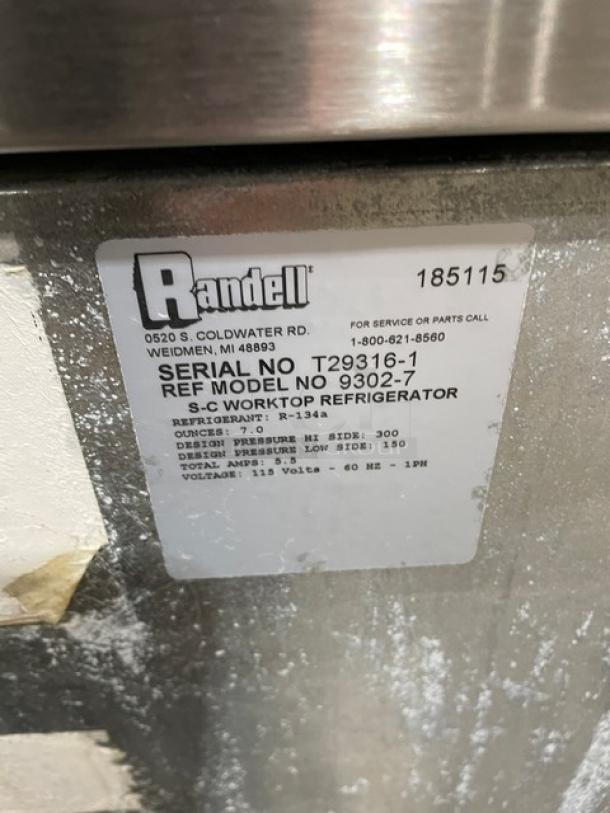 Randell
185115
0520 S. COLDWATER RD.
WEIDMEN, MI 48893
FOR SERVICE OR PARTS CALL
1-800-621-8560
SERIAL NO T29316-1
REF MODEL NO 9302-7
S-C WORKTOP REFRIGERATOR
REFRIGERANT: R-134a
OUNCES: 7.0
DESIGN PRESSURE HI SIDE: 300
DESIGN PRESSURE LOW SIDE: 150
TOTAL AMPS: 5.5
VOLTAGE: 115 Volts - 60 HZ - 1PH